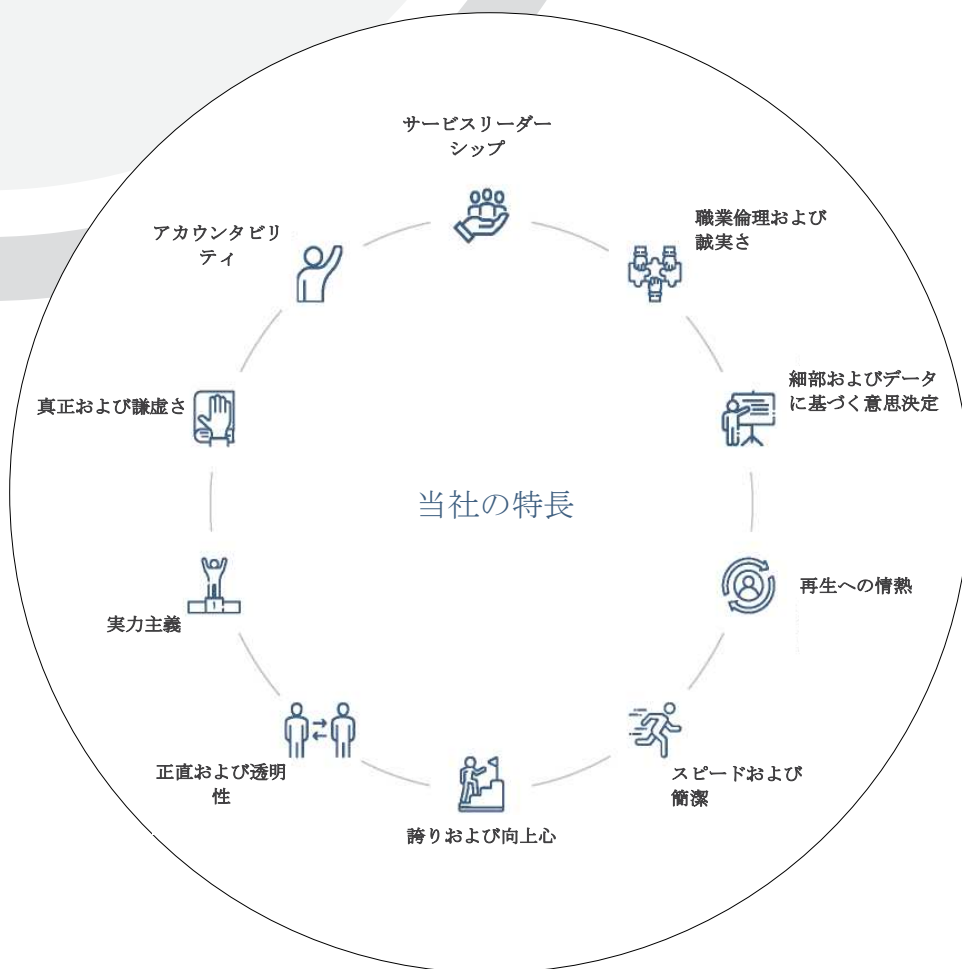 サービスリーダー
シップ
職業倫理および
誠実さ
細部およびデータ
に基づく意思決定
再生への情熱
スピードおよび
簡潔
誇りおよび向上心
正直および透明
性
実力主義
真正および謙虚さ
アカウンタビリ
ティ
当社の特長
1